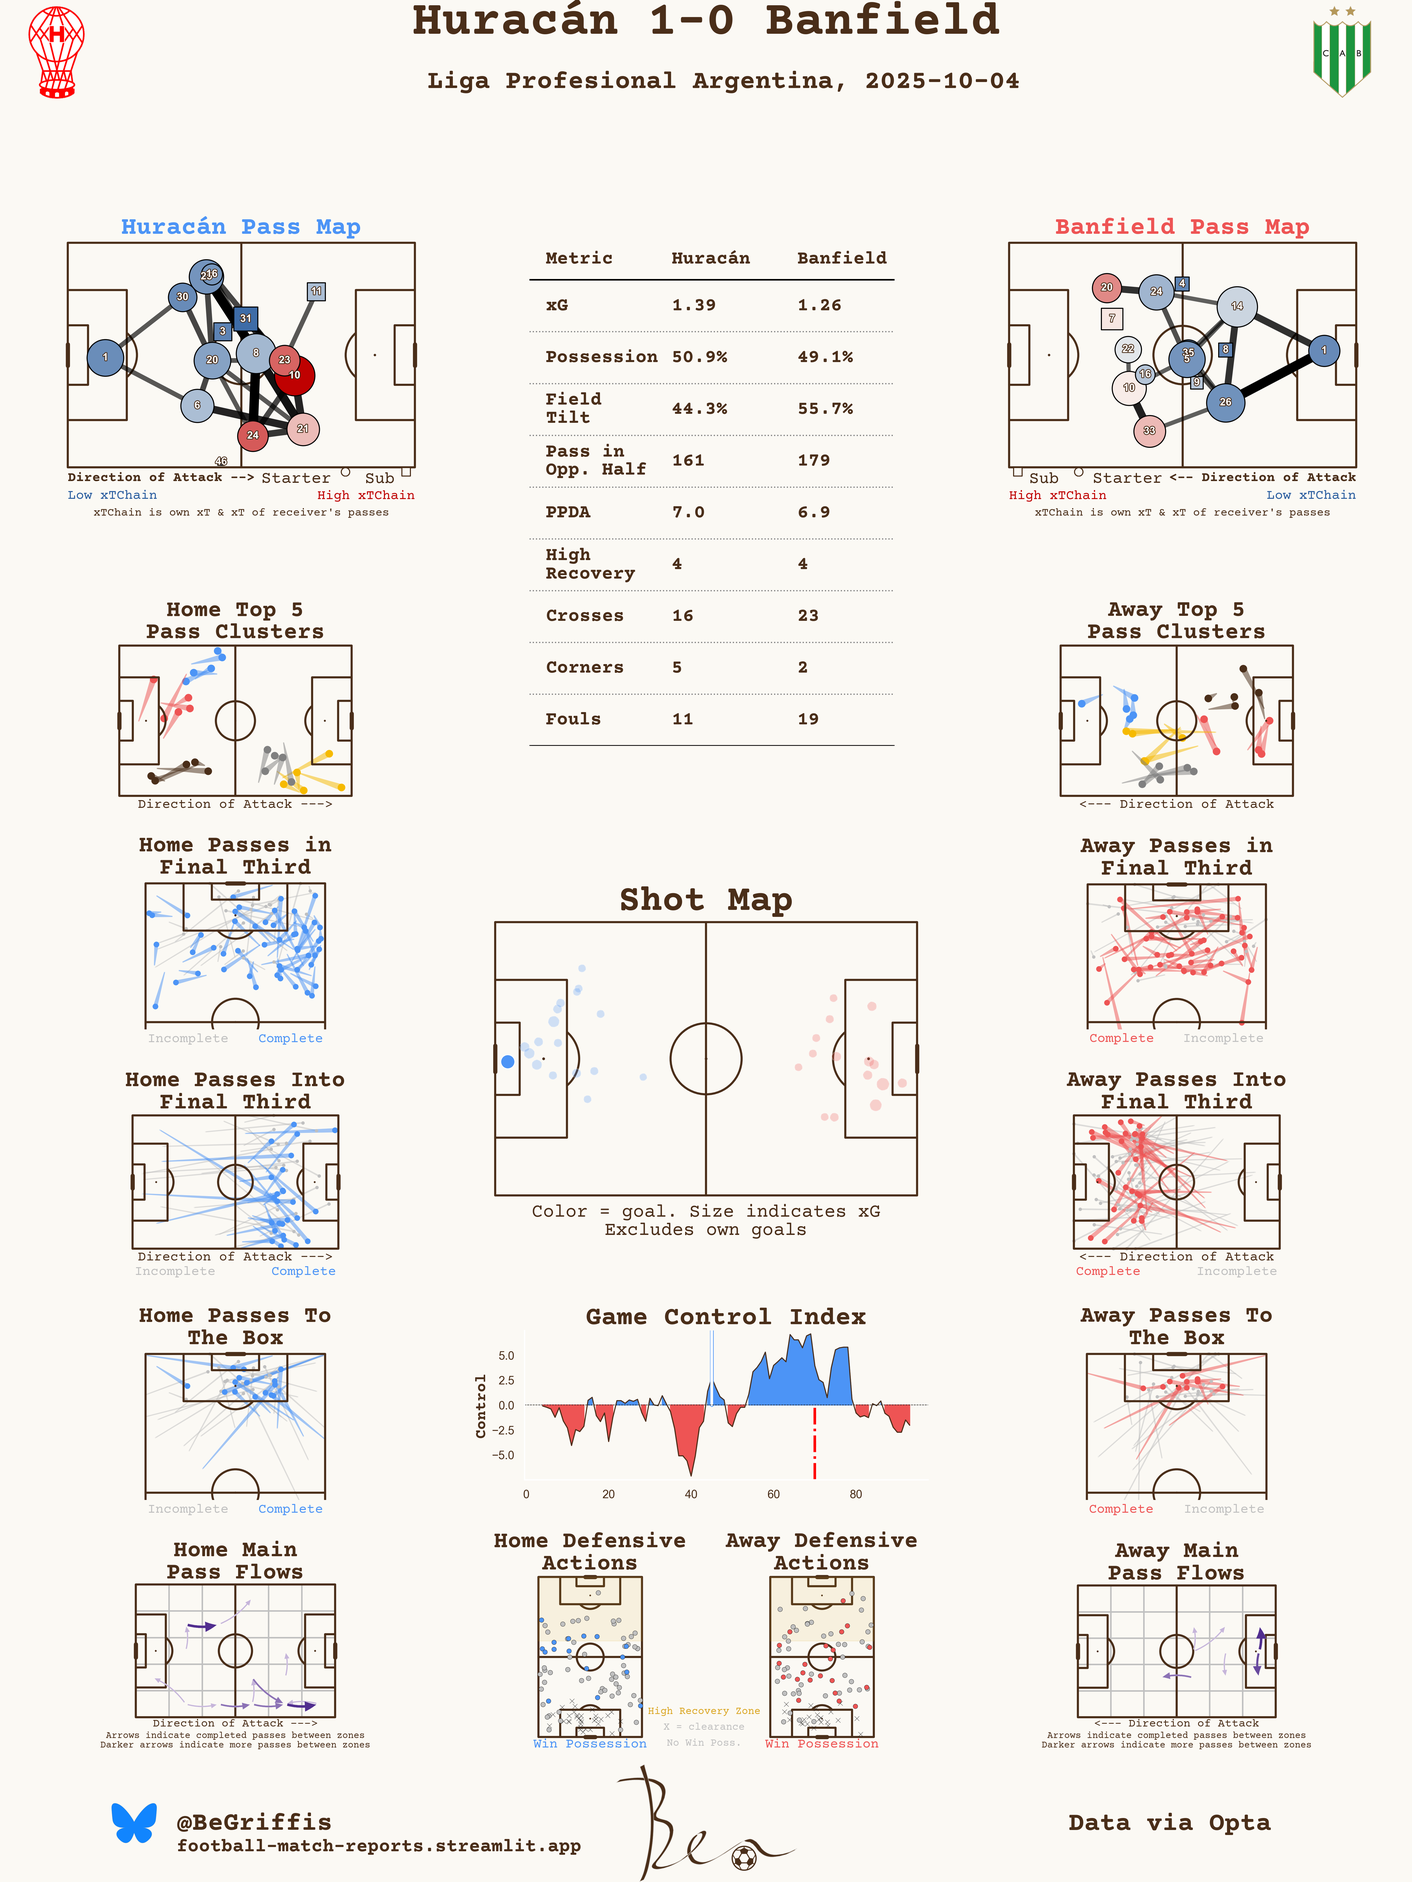 Huracán 1-0 Banfield
Liga Profesional Argentina, 2025-10-04
H
C A B
Huracán Pass Map
1
30
16
3
31
11
20
8
23
10
6
24
21
46
Direction of Attack --> Starter Sub
Low xTChain High xTChain
xTChain is own xT & xT of receiver's passes
Metric Huracán Banfield
xG 1.39 1.26
Possession 50.9% 49.1%
Field Tilt 44.3% 55.7%
Pass in Opp. Half 161 179
PPDA 7.0 6.9
High Recovery 4 4
Crosses 16 23
Corners 5 2
Fouls 11 19
Banfield Pass Map
20
24
4
14
7
22
5
8
1
16
9
10
26
33
Sub Starter <-- Direction of Attack
High xTChain Low xTChain
xTChain is own xT & xT of receiver's passes
Home Top 5
Pass Clusters
Direction of Attack --->
Away Top 5
Pass Clusters
<--- Direction of Attack
Home Passes in
Final Third
Incomplete Complete
Away Passes in
Final Third
Complete Incomplete
Shot Map
Color = goal. Size indicates xG
Excludes own goals
Home Passes Into
Final Third
Direction of Attack --->
Incomplete Complete
Away Passes Into
Final Third
<--- Direction of Attack
Complete Incomplete
Home Passes To
The Box
Incomplete Complete
Game Control Index
Control
5.0
2.5
0.0
−2.5
−5.0
0 20 40 60 80
Away Passes To
The Box
Complete Incomplete
Home Main
Pass Flows
Direction of Attack --->
Arrows indicate completed passes between zones
Darker arrows indicate more passes between zones
Home Defensive
Actions
Win Possession
High Recovery Zone
X = clearance
No Win Poss.
Away Defensive
Actions
Win Possession
Away Main
Pass Flows
<--- Direction of Attack
Arrows indicate completed passes between zones
Darker arrows indicate more passes between zones
@BeGriffis
football-match-reports.streamlit.app
Ben
Data via Opta